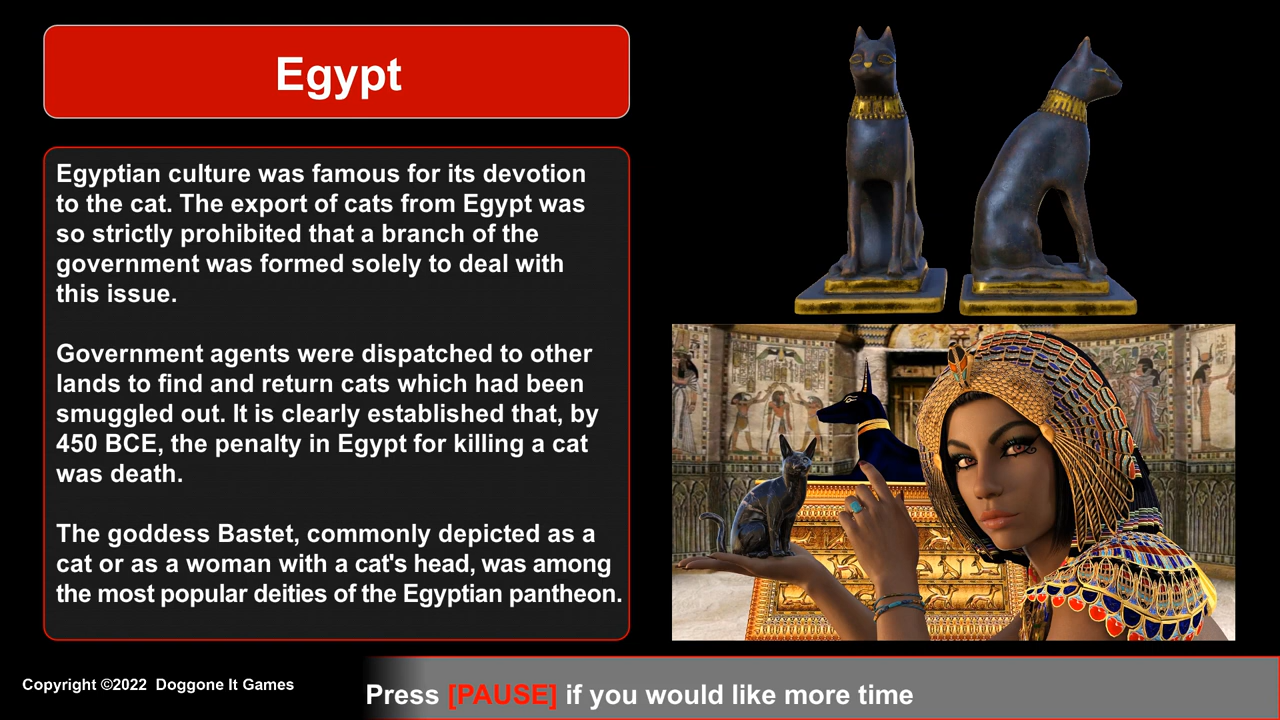 Egypt
Egyptian culture was famous for its devotion
to the cat. The export of cats from Egypt was
so strictly prohibited that a branch of the
government was formed solely to deal with
this issue.
Government agents were dispatched to other
lands to find and return cats which had been
smuggled out. It is clearly established that, by
450 BCE, the penalty in Egypt for killing a cat
was death.
The goddess Bastet, commonly depicted as a
cat or as a woman with a cat's head, was among
the most popular deities of the Egyptian pantheon.
Copyright ©2022 Doggone It Games
Press [PAUSE] if you would like more time